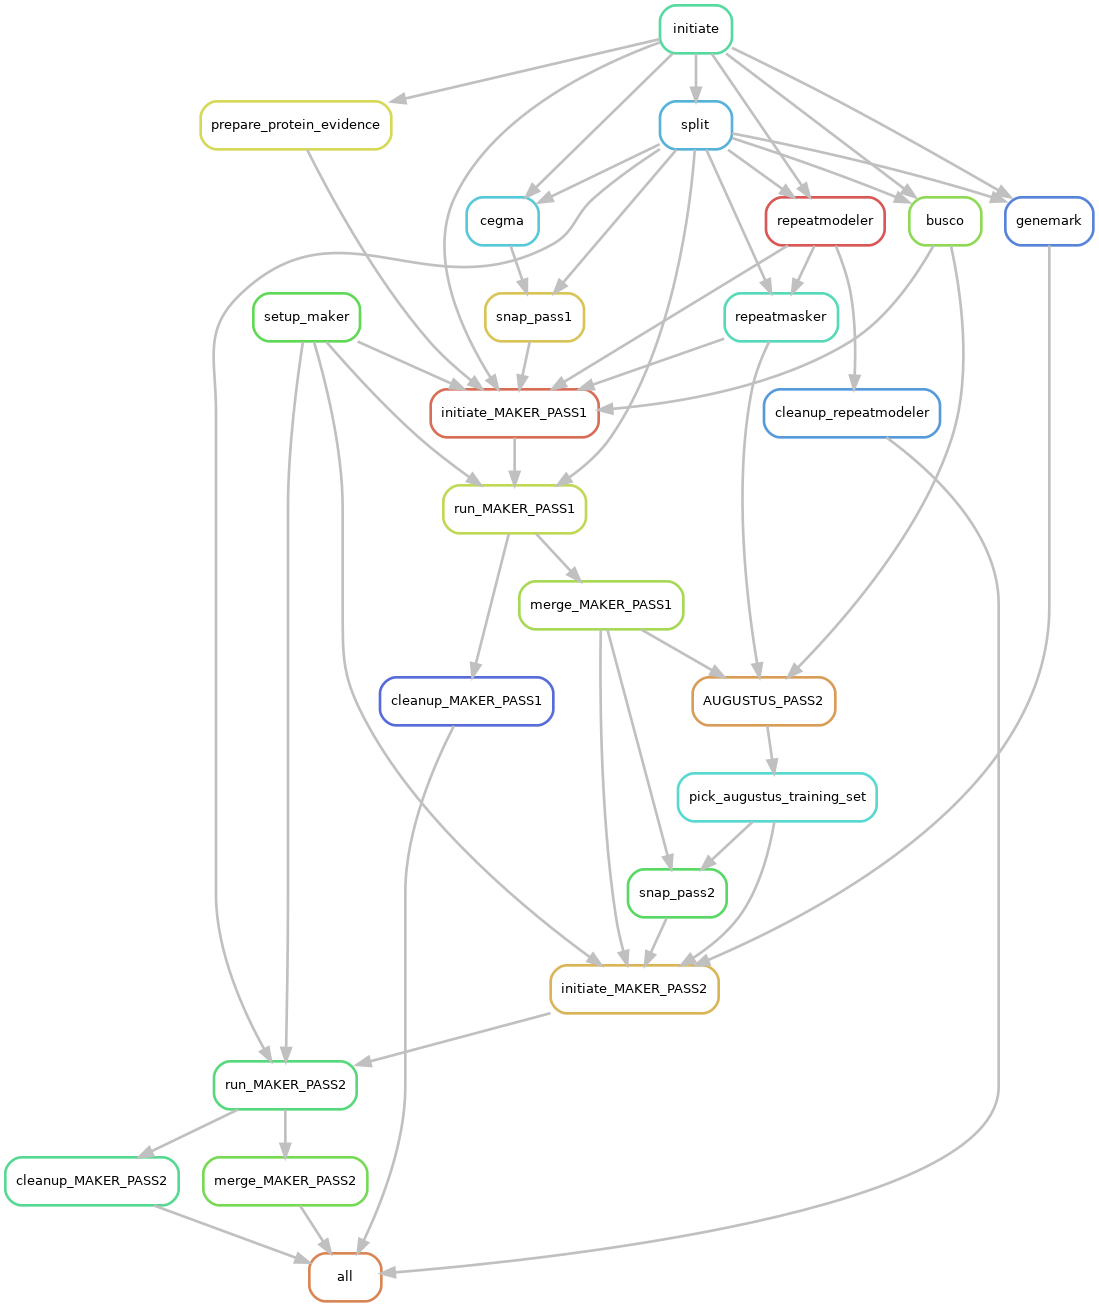 initiate
prepare_protein_evidence
split
cegma
repeatmodeler
busco
genemark
setup_maker
snap_pass1
repeatmasker
initiate_MAKER_PASS1
cleanup_repeatmodeler
run_MAKER_PASS1
merge_MAKER_PASS1
cleanup_MAKER_PASS1
AUGUSTUS_PASS2
pick_augustus_training_set
snap_pass2
initiate_MAKER_PASS2
run_MAKER_PASS2
cleanup_MAKER_PASS2
merge_MAKER_PASS2
all